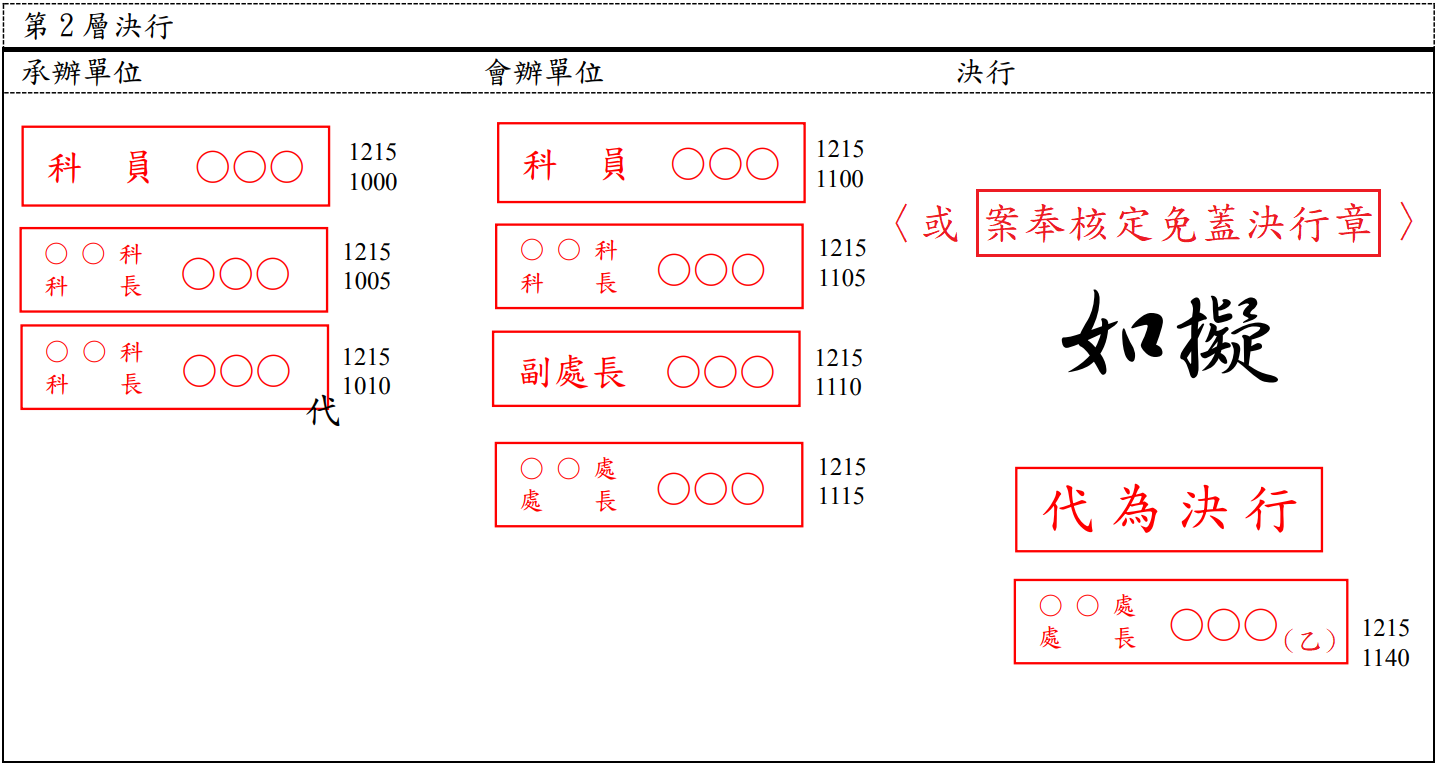 第2層決行
承辦單位 會辦單位 決行
科員 ○○○ 1215
1000
○○科
科長 ○○○ 1215
1005
○○科
科長 ○○○ 1215
1010
代
科員 ○○○ 1215
1100
○○科
科長 ○○○ 1215
1105
副處長 ○○○ 1215
1110
○○處
處長 ○○○ 1215
1115
〈或 案奉核定免蓋決行章 〉
如擬
代為決行
○○處
處長 ○○○(乙) 1215
1140